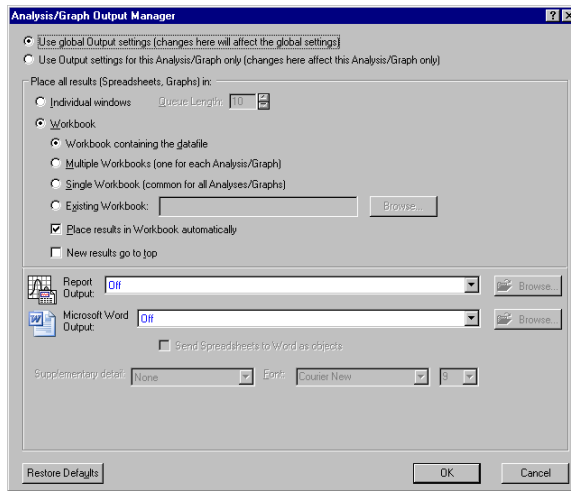 Analysis/Graph Output Manager
Use global Output settings (changes here will affect the global settings)
Use Output settings for this Analysis/Graph only (changes here affect this Analysis/Graph only)
Place all results (Spreadsheets, Graphs) in:
Individual windows Queue Length: 10
Workbook
Workbook containing the datafile
Multiple Workbooks (one for each Analysis/Graph)
Single Workbook (common for all Analyses/Graphs)
Existing Workbook: Browse...
Place results in Workbook automatically
New results go to top
Report Output: Off Browse...
Microsoft Word Output: Off Browse...
Send Spreadsheets to Word as objects
Supplementary detail: None Font: Courier New 9
Restore Defaults OK Cancel